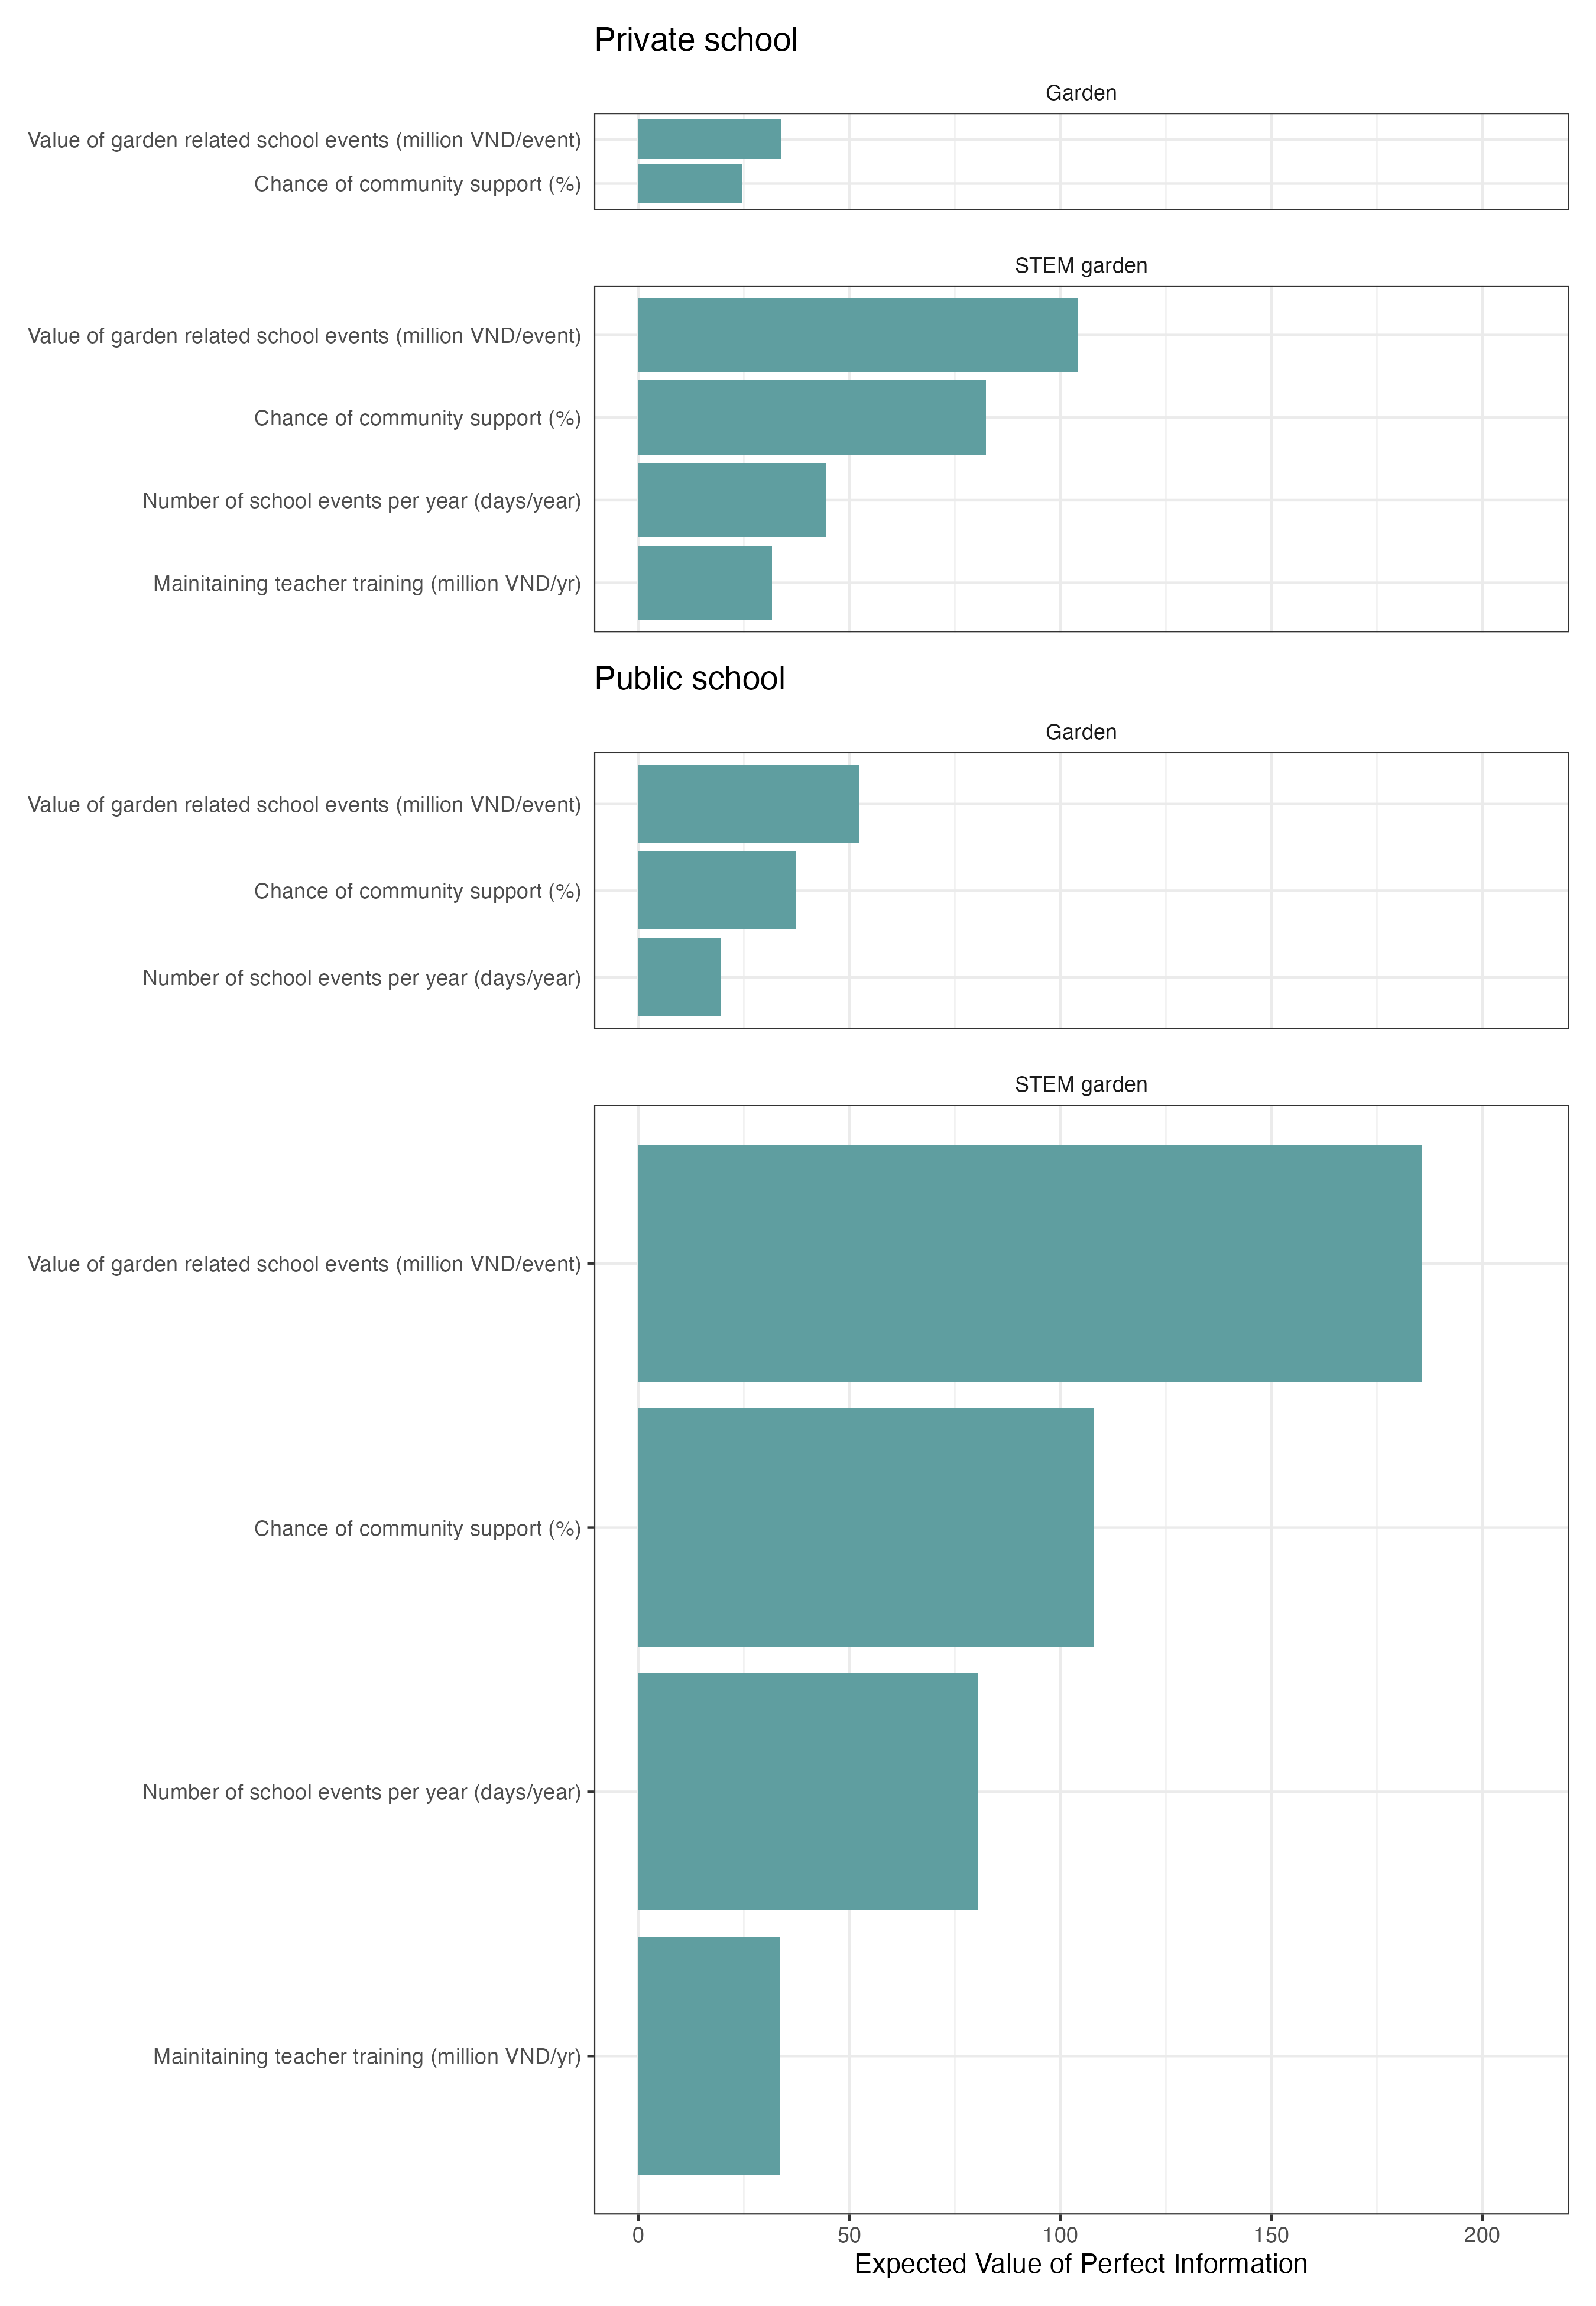 Private school
Garden
Value of garden related school events (million VND/event)
Chance of community support (%)
STEM garden
Value of garden related school events (million VND/event)
Chance of community support (%)
Number of school events per year (days/year)
Mainitaining teacher training (million VND/yr)
Public school
Garden
Value of garden related school events (million VND/event)
Chance of community support (%)
Number of school events per year (days/year)
STEM garden
Value of garden related school events (million VND/event)
Chance of community support (%)
Number of school events per year (days/year)
Mainitaining teacher training (million VND/yr)
0 50 100 150 200
Expected Value of Perfect Information